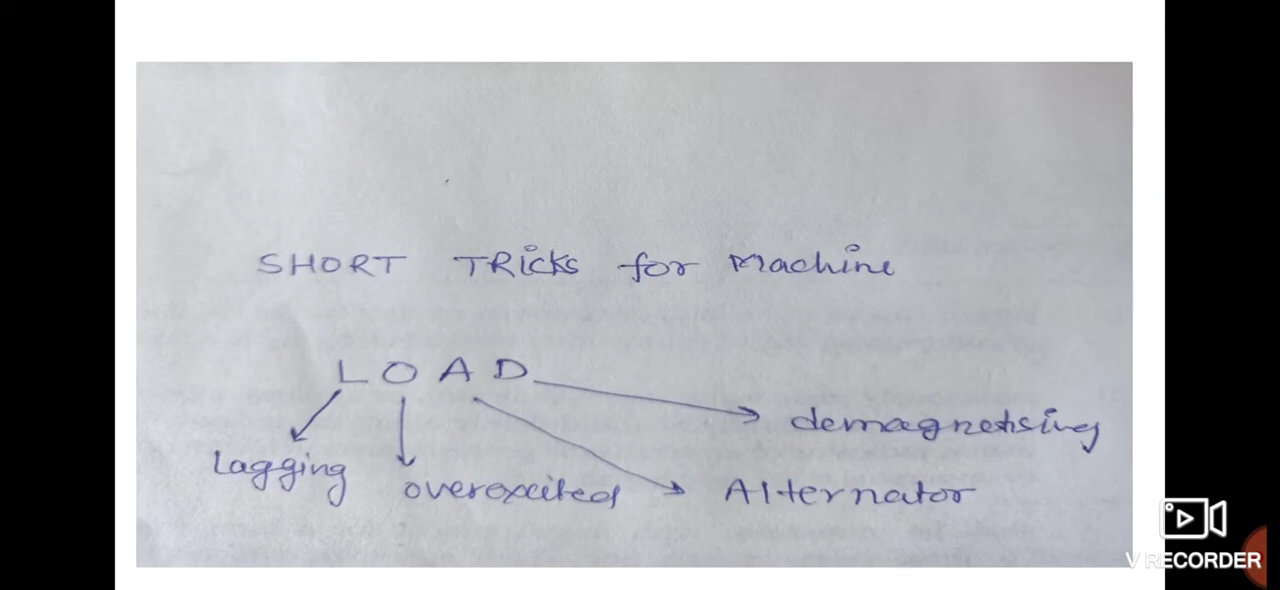 SHORT TRICKS for Machine
LOAD
demagnetising
Lagging
overexcited
Alternator
V RECORDER